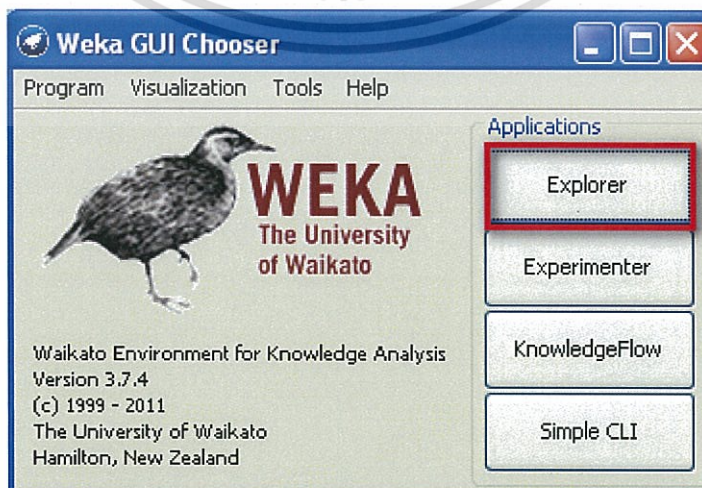 Weka GUI Chooser
Program Visualization Tools Help
WEKA
The University
of Waikato
Waikato Environment for Knowledge Analysis
Version 3.7.4
(c) 1999 - 2011
The University of Waikato
Hamilton, New Zealand
Applications
Explorer
Experimenter
KnowledgeFlow
Simple CLI